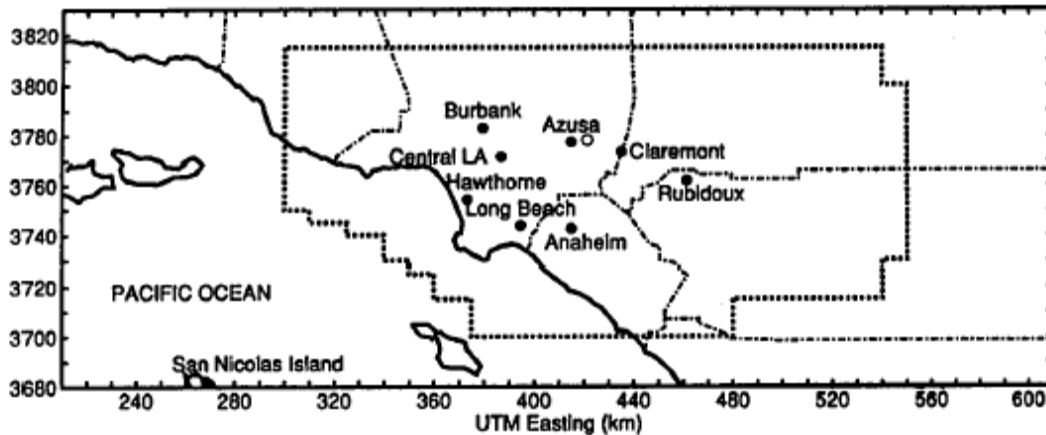 3820
3800
3780
3760
3740
3720
3700
3680
Burbank
Azusa
Central LA
Claremont
Hawthorne
Rubidoux
Long Beach
Anaheim
PACIFIC OCEAN
San Nicolas Island
240 280 320 360 400 440 480 520 560 600
UTM Easting (km)